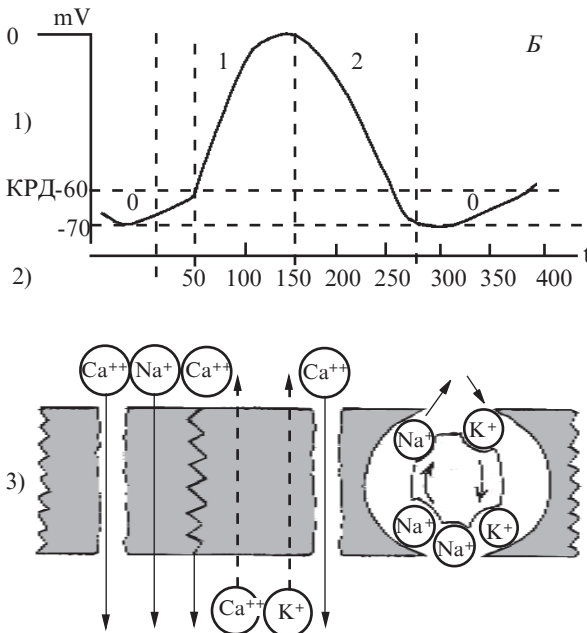 mV
0
Б
1
2
1)
КРД-60
0
0
-70
t
2)
50 100 150 200 250 300 350 400
Ca++ Na+ Ca++ Ca++
Na+ K+
3)
Na+ Na+ K+
Ca++ K+